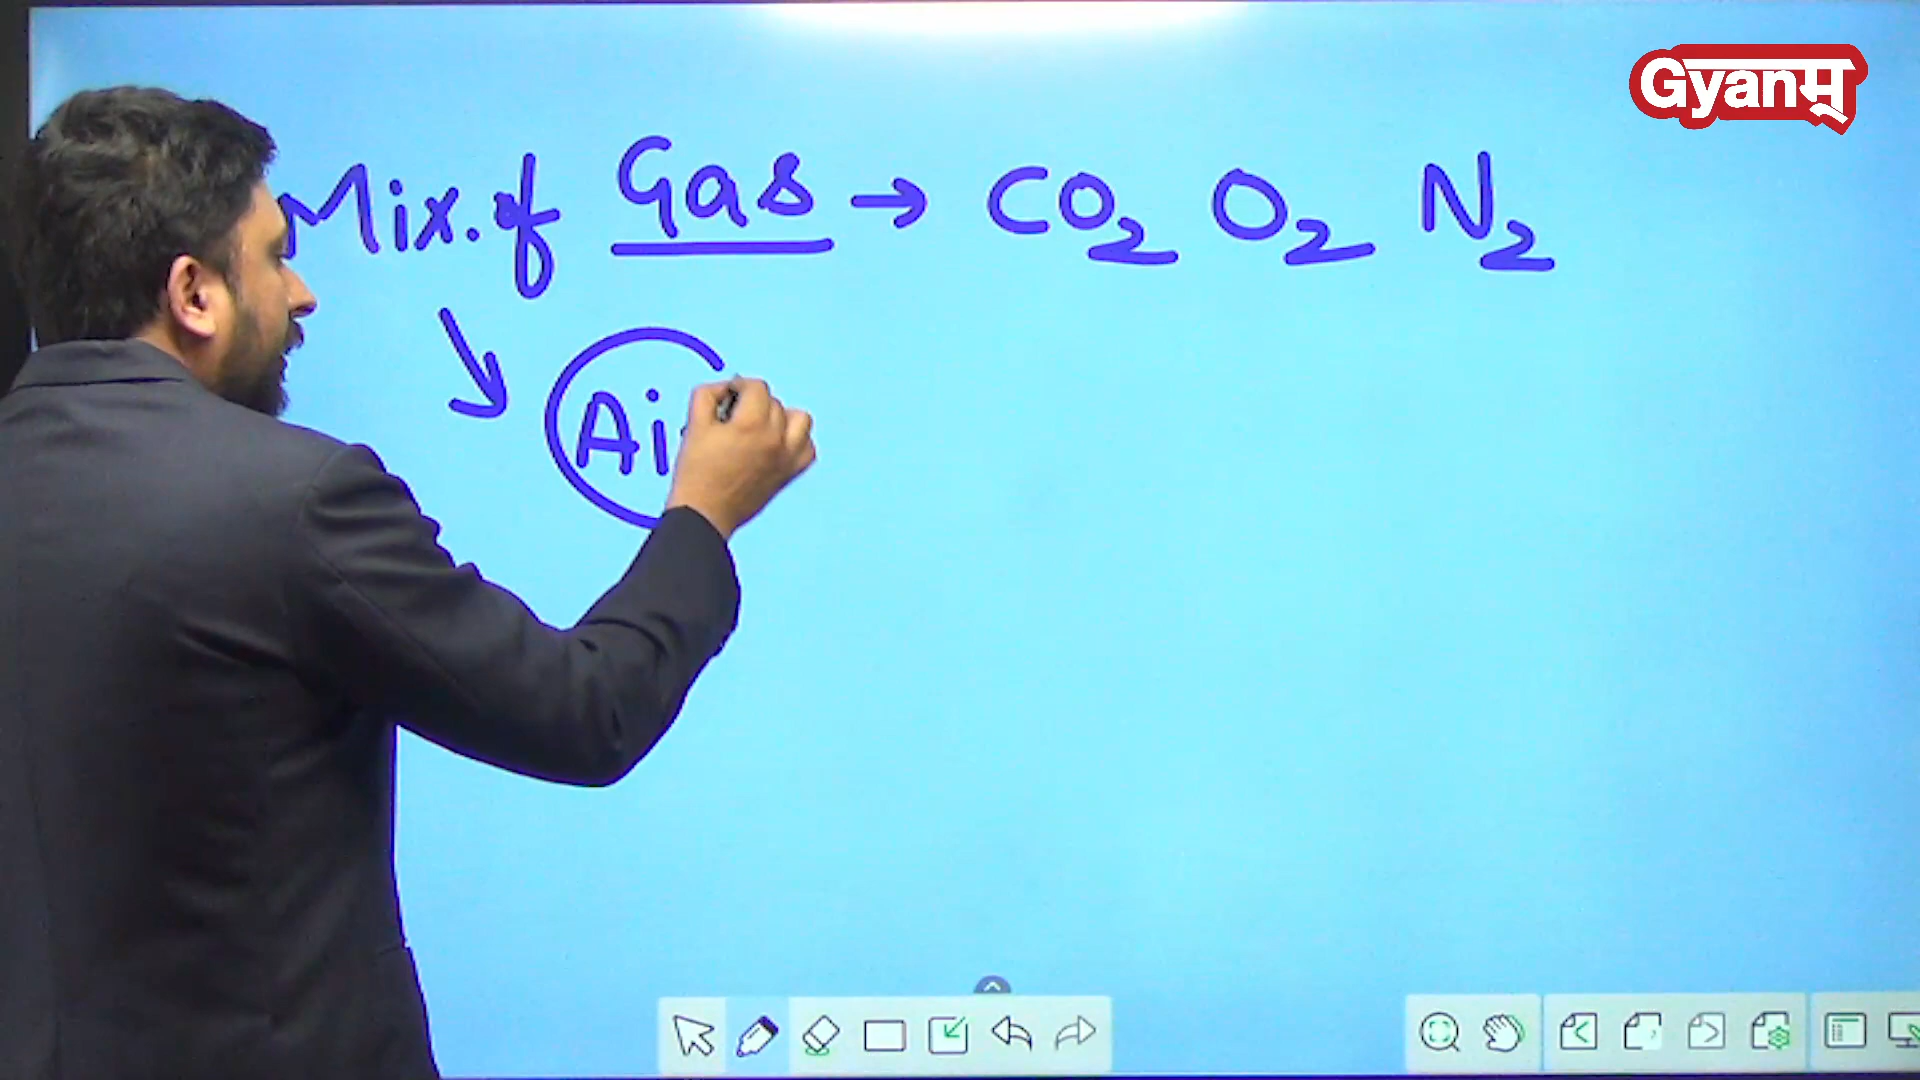 Gyanम्
Mix. of Gas → CO2 O2 N2
Ai